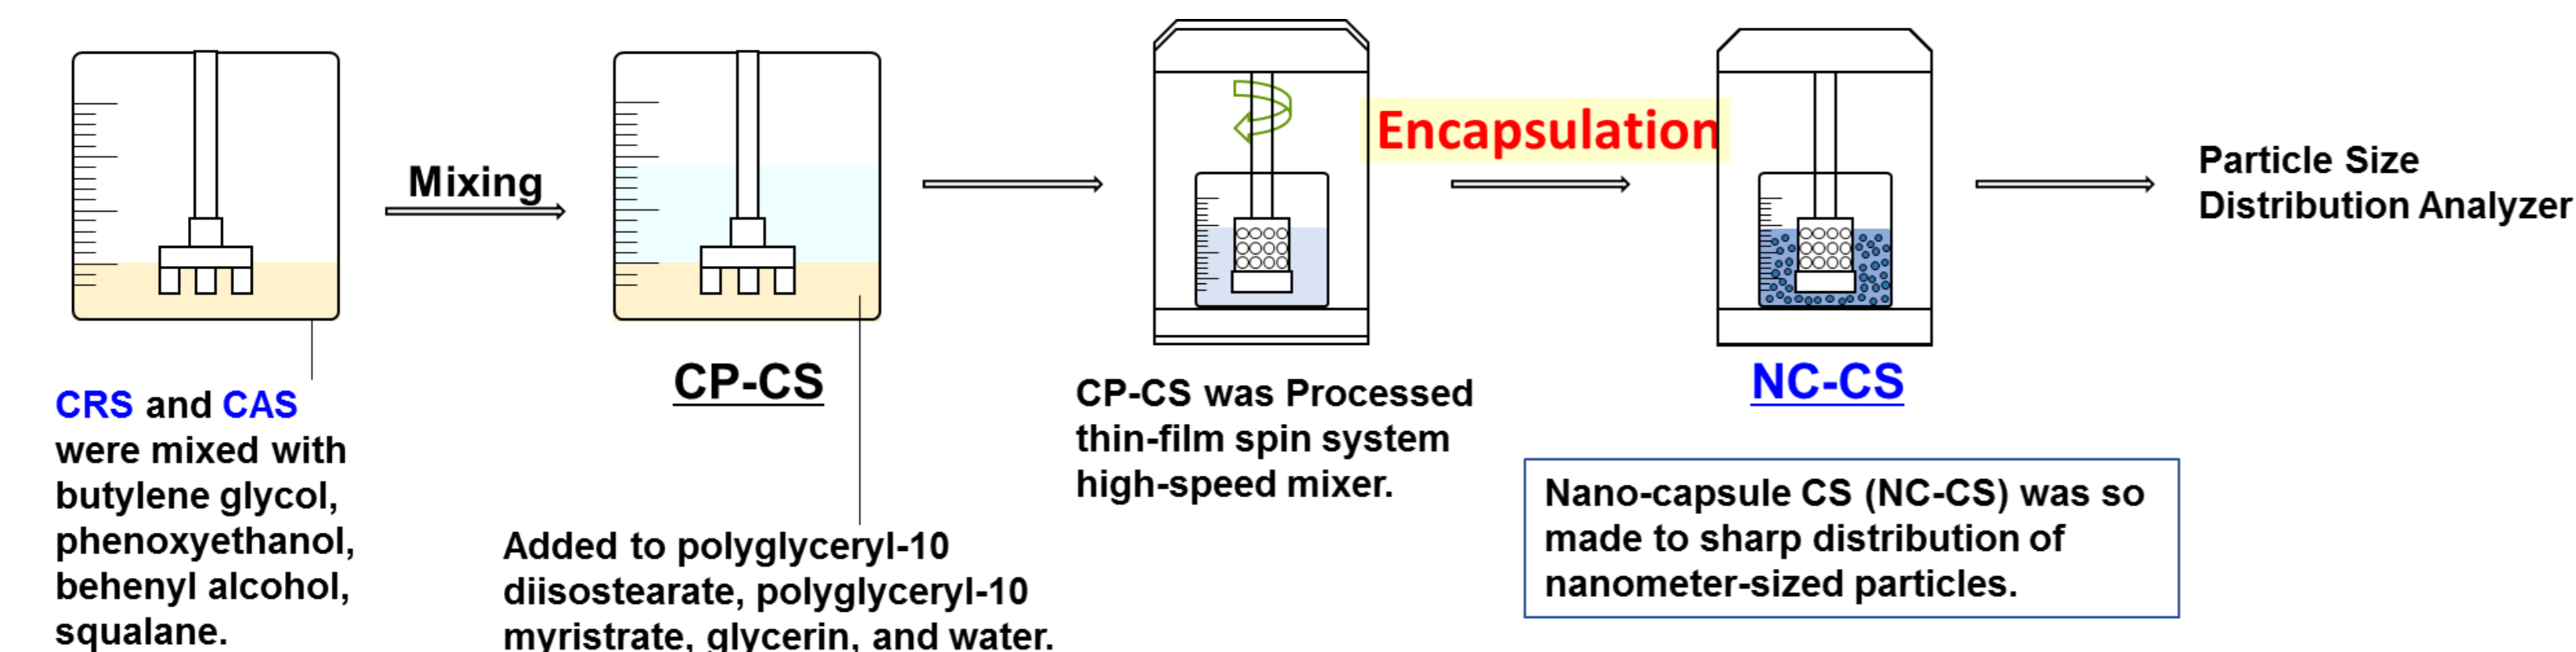 Mixing
Encapsulation
Particle Size
Distribution Analyzer
CP-CS
NC-CS
CRS and CAS
were mixed with
butylene glycol,
phenoxyethanol,
behenyl alcohol,
squalane.
Added to polyglyceryl-10
diisostearate, polyglyceryl-10
myristrate, glycerin, and water.
CP-CS was Processed
thin-film spin system
high-speed mixer.
Nano-capsule CS (NC-CS) was so
made to sharp distribution of
nanometer-sized particles.